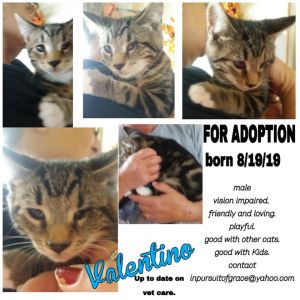 FOR ADOPTION
born 8/19/19
male
vision impaired.
friendly and loving.
playful.
good with other cats.
good with Kids.
contact
inpursuitofgrace@yahoo.com
Valentino
Up to date on
vet care.